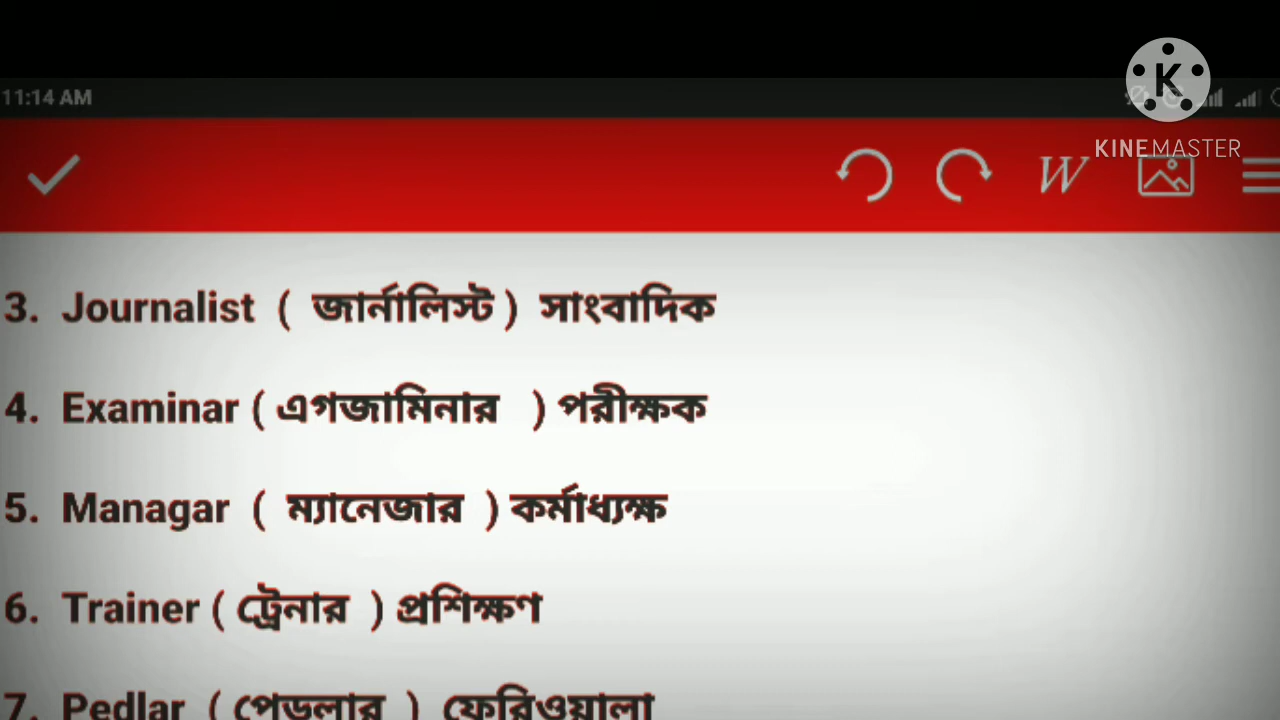 11:14 AM
KINEMASTER
W
3. Journalist ( জার্নালিস্ট ) সাংবাদিক
4. Examinar ( এগজামিনার ) পরীক্ষক
5. Managar ( ম্যানেজার ) কর্মাধ্যক্ষ
6. Trainer ( ট্রেনার ) প্রশিক্ষণ
7. Pedlar ( পেডলার ) ফেরিওয়ালা